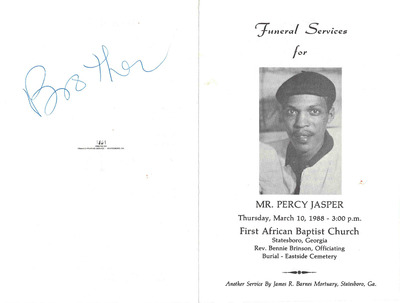 Brother
Funeral Services
for
MR. PERCY JASPER
Thursday, March 10, 1988 - 3:00 p.m.
First African Baptist Church
Statesboro, Georgia
Rev. Bennie Brinson, Officiating
Burial - Eastside Cemetery
Another Service By James R. Barnes Mortuary, Statesboro, Ga.